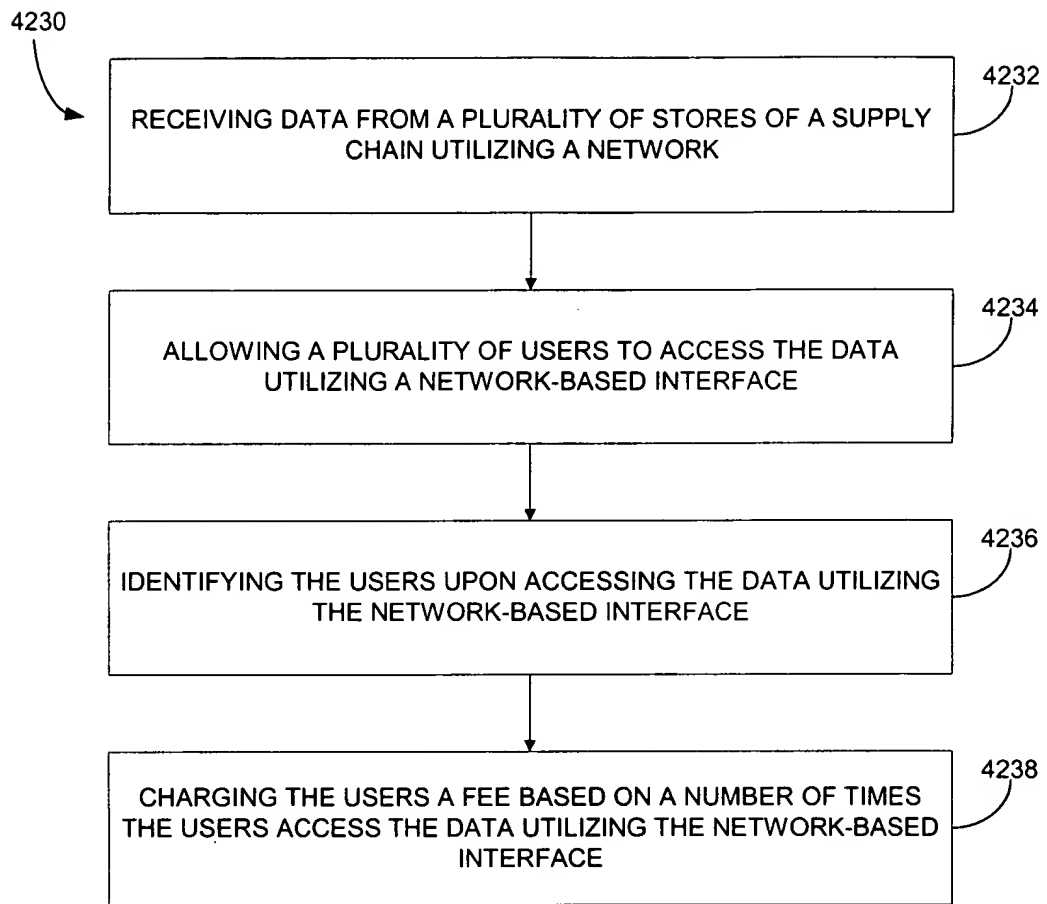 4230
4232
RECEIVING DATA FROM A PLURALITY OF STORES OF A SUPPLY
CHAIN UTILIZING A NETWORK
4234
ALLOWING A PLURALITY OF USERS TO ACCESS THE DATA
UTILIZING A NETWORK-BASED INTERFACE
4236
IDENTIFYING THE USERS UPON ACCESSING THE DATA UTILIZING
THE NETWORK-BASED INTERFACE
4238
CHARGING THE USERS A FEE BASED ON A NUMBER OF TIMES
THE USERS ACCESS THE DATA UTILIZING THE NETWORK-BASED
INTERFACE